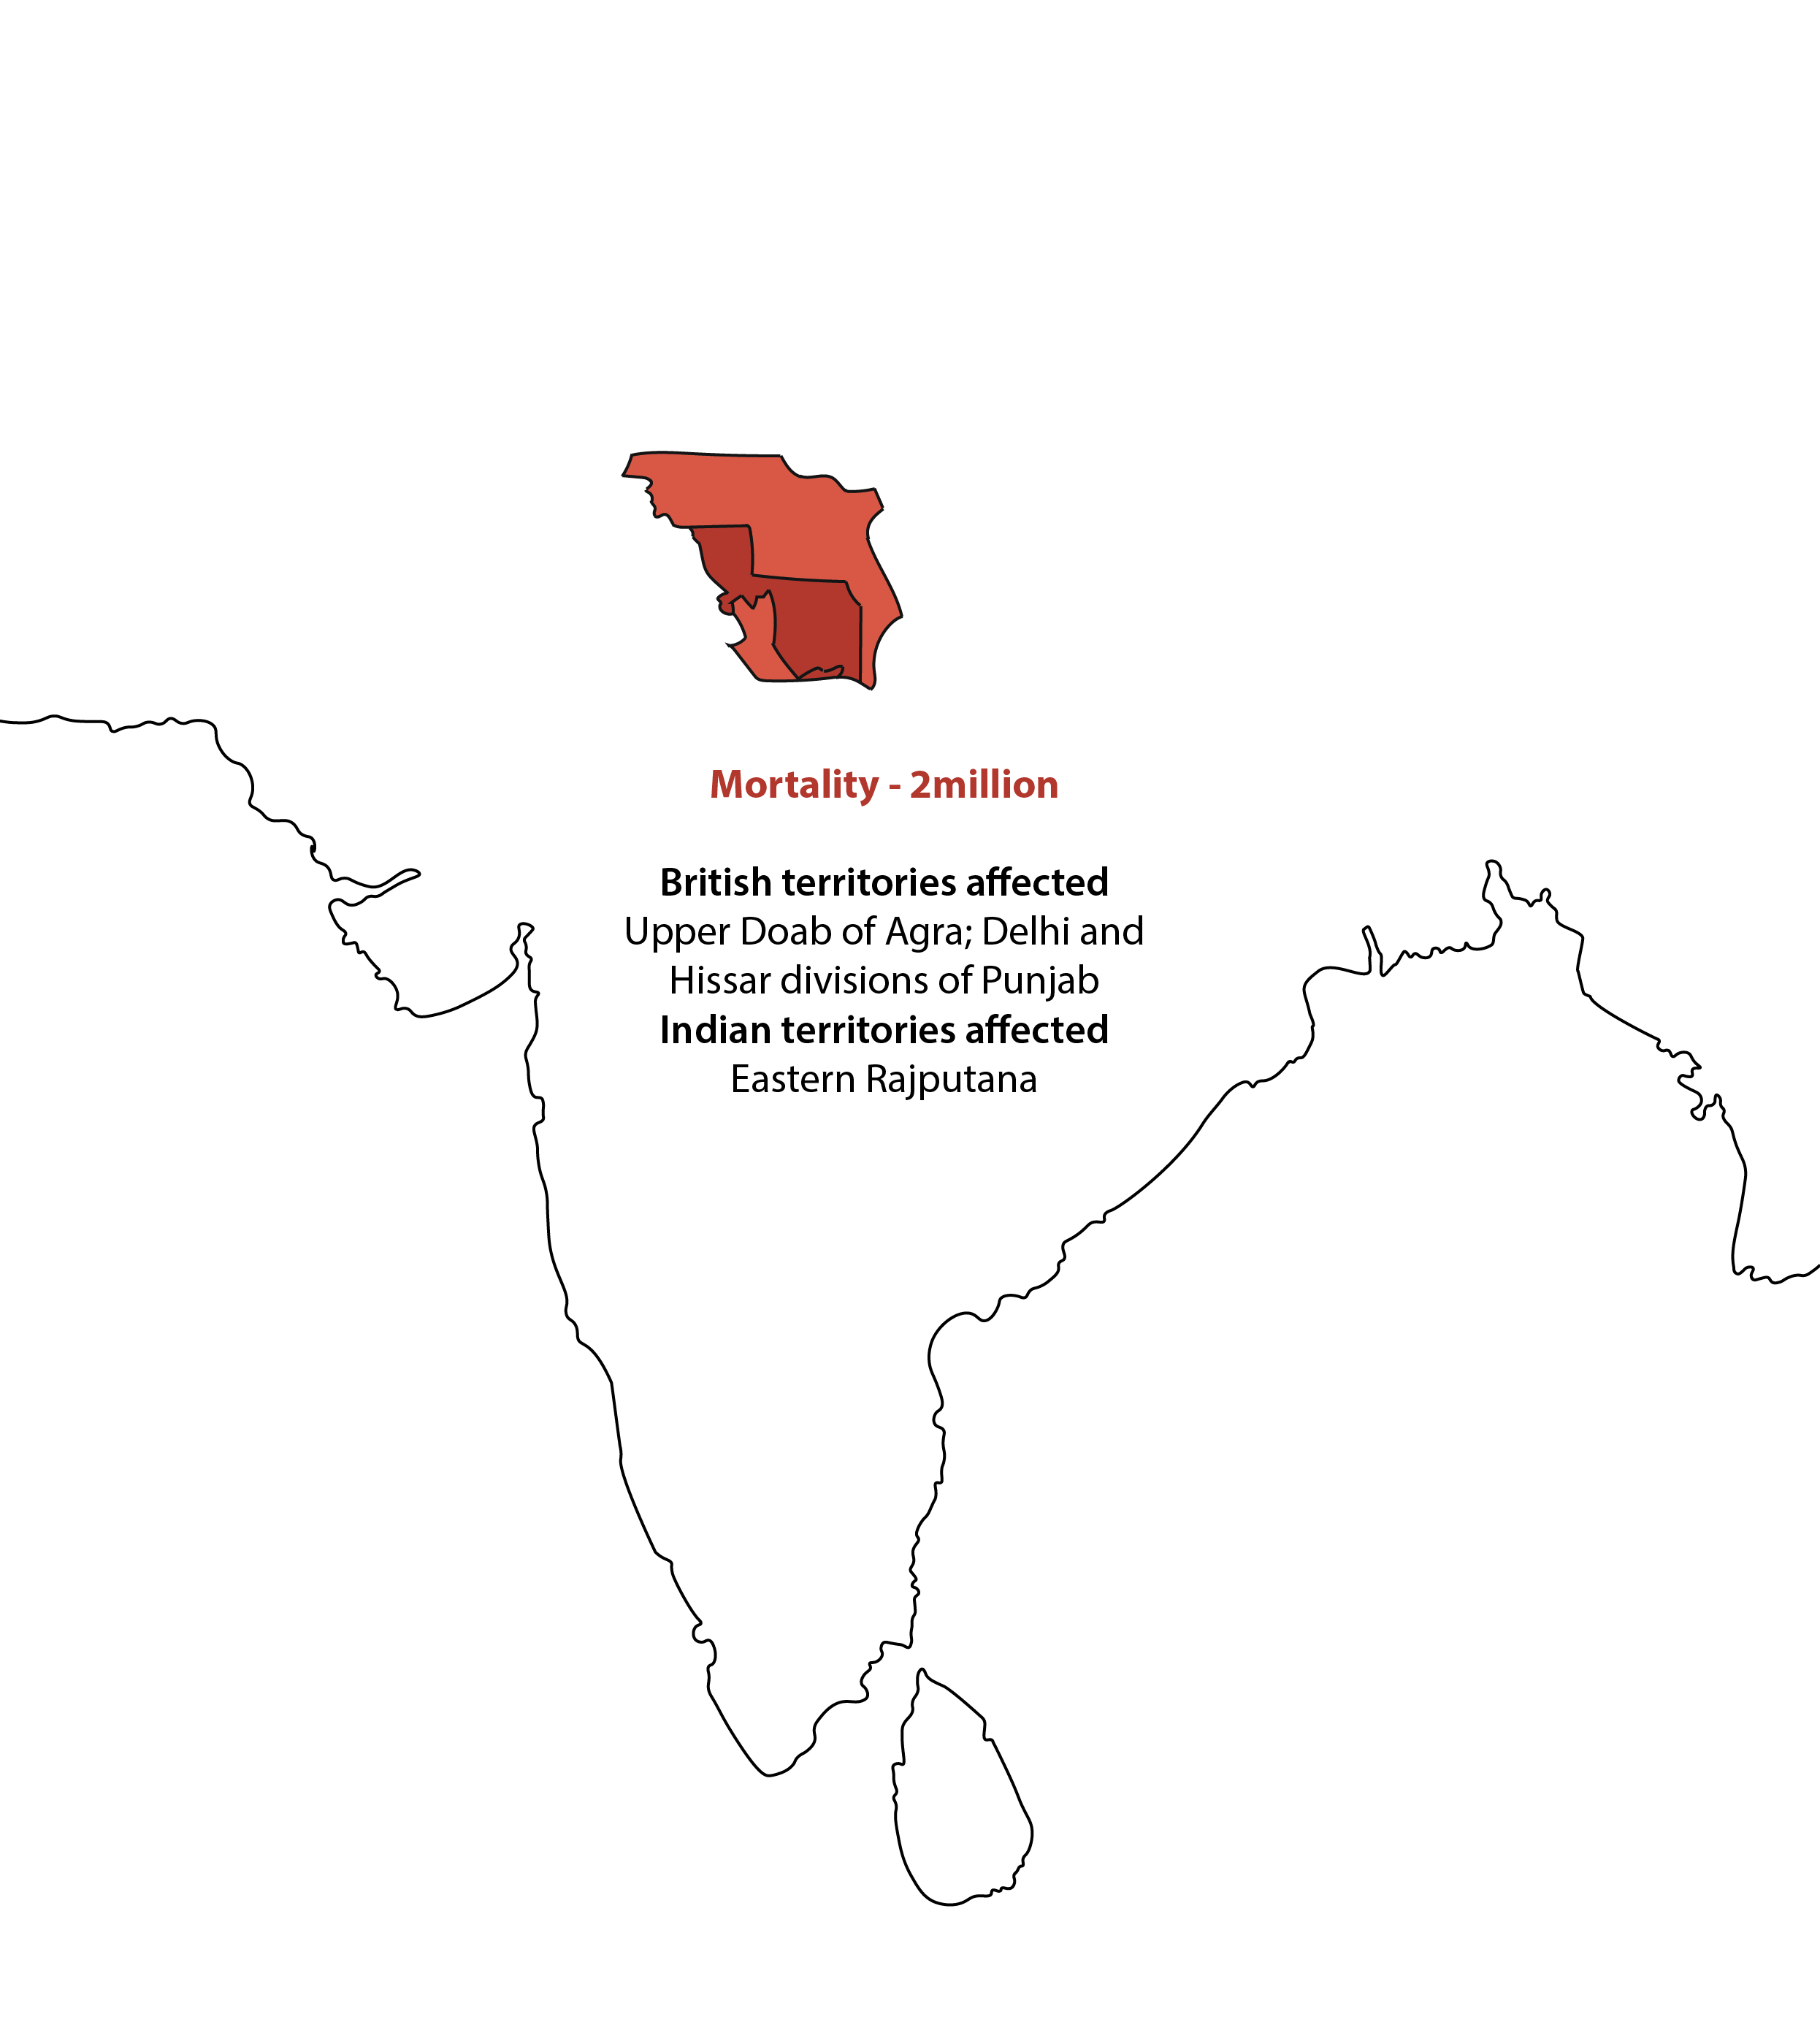 Mortality - 2million
British territories affected
Upper Doab of Agra; Delhi and
Hissar divisions of Punjab
Indian territories affected
Eastern Rajputana